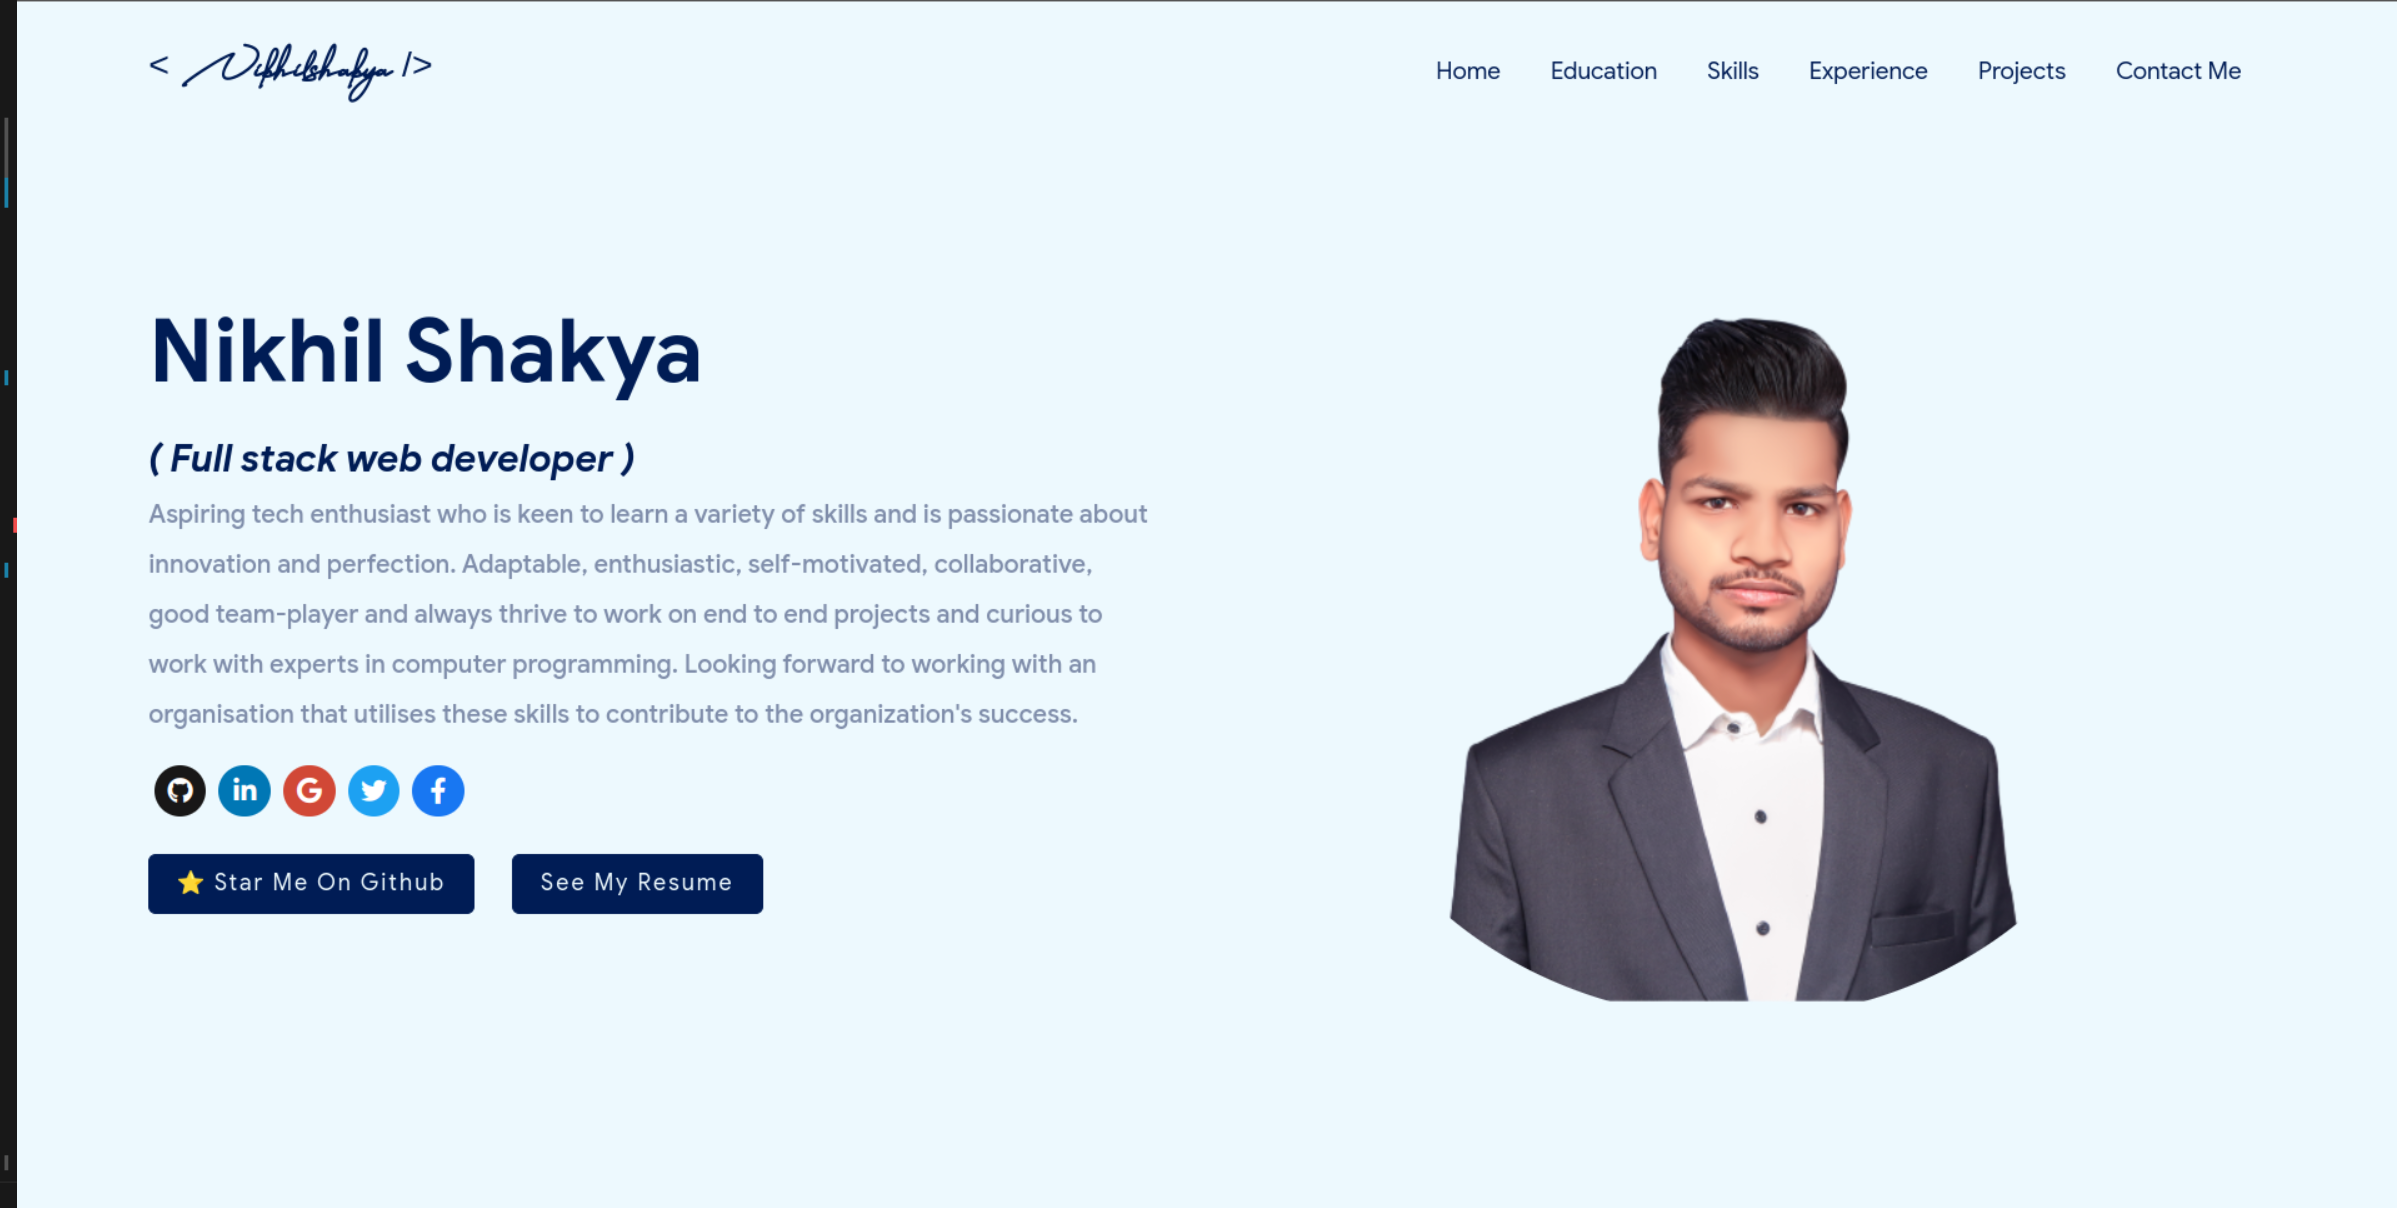 < Nikhilshakya />
Home Education Skills Experience Projects Contact Me
Nikhil Shakya
( Full stack web developer )
Aspiring tech enthusiast who is keen to learn a variety of skills and is passionate about
innovation and perfection. Adaptable, enthusiastic, self-motivated, collaborative,
good team-player and always thrive to work on end to end projects and curious to
work with experts in computer programming. Looking forward to working with an
organisation that utilises these skills to contribute to the organization's success.
in G f
⭐ Star Me On Github
See My Resume